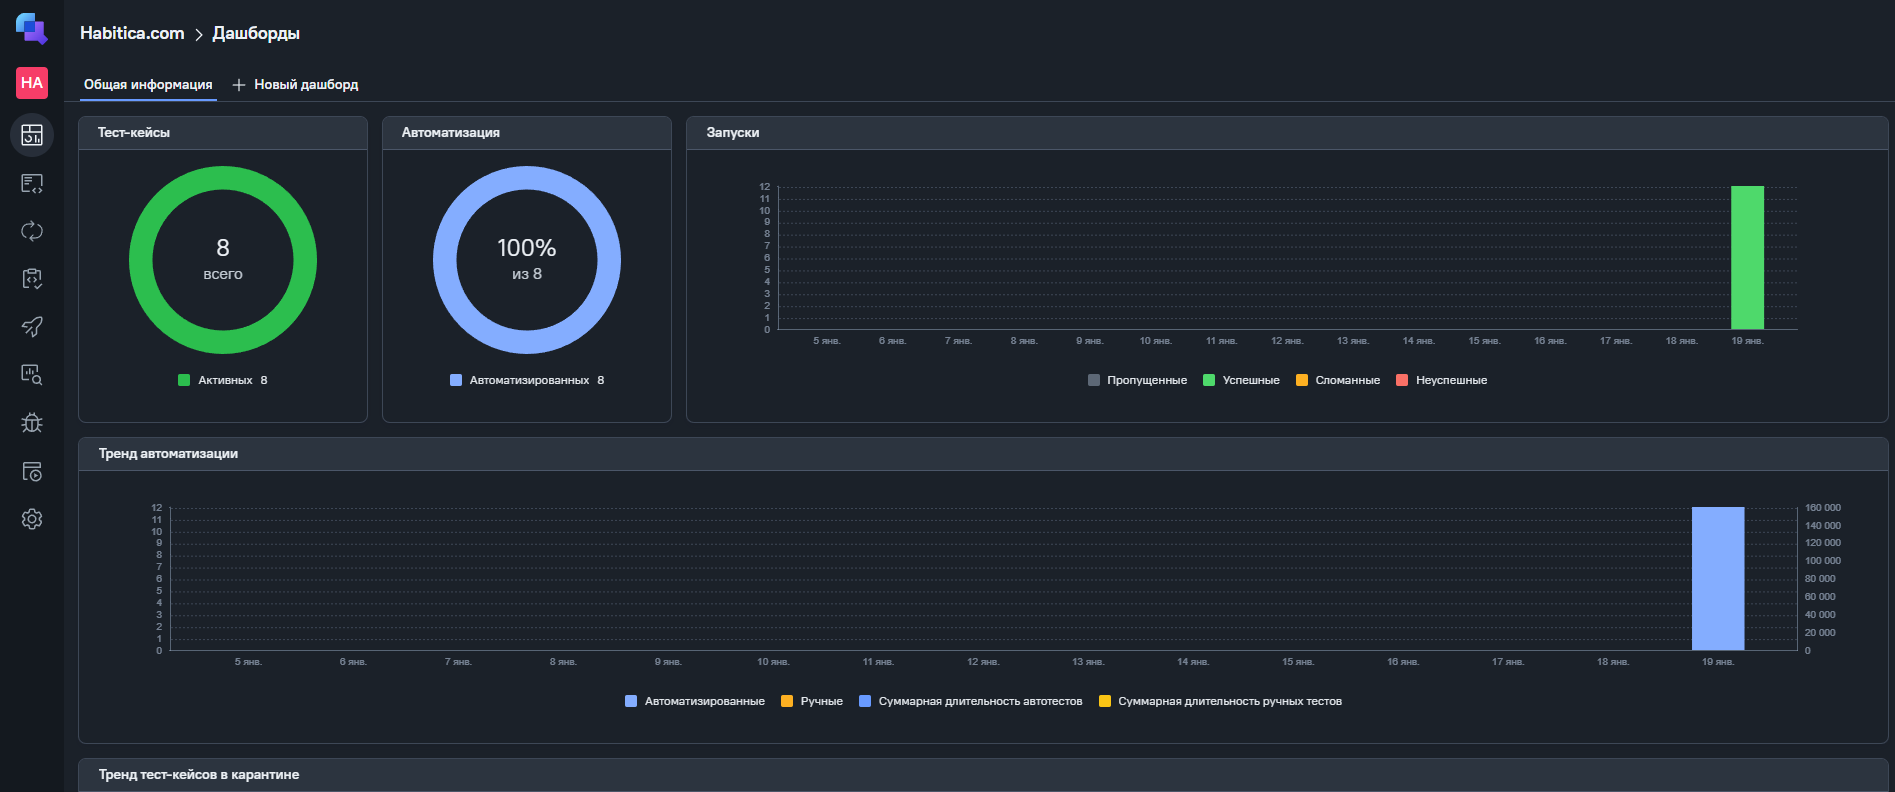 Habitica.com > Дашборды
HA
Общая информация + Новый дашборд
Тест-кейсы
8
всего
Активных 8
Автоматизация
100%
из 8
Автоматизированных 8
Запуски
12
11
10
9
8
7
6
5
4
3
2
1
0
5 янв. 6 янв. 7 янв. 8 янв. 9 янв. 10 янв. 11 янв. 12 янв. 13 янв. 14 янв. 15 янв. 16 янв. 17 янв. 18 янв. 19 янв.
Пропущенные Успешные Сломанные Неуспешные
Тренд автоматизации
12
11
10
9
8
7
6
5
4
3
2
1
0
160 000
140 000
120 000
100 000
80 000
60 000
40 000
20 000
0
5 янв. 6 янв. 7 янв. 8 янв. 9 янв. 10 янв. 11 янв. 12 янв. 13 янв. 14 янв. 15 янв. 16 янв. 17 янв. 18 янв. 19 янв.
Автоматизированные Ручные Суммарная длительность автотестов Суммарная длительность ручных тестов
Тренд тест-кейсов в карантине